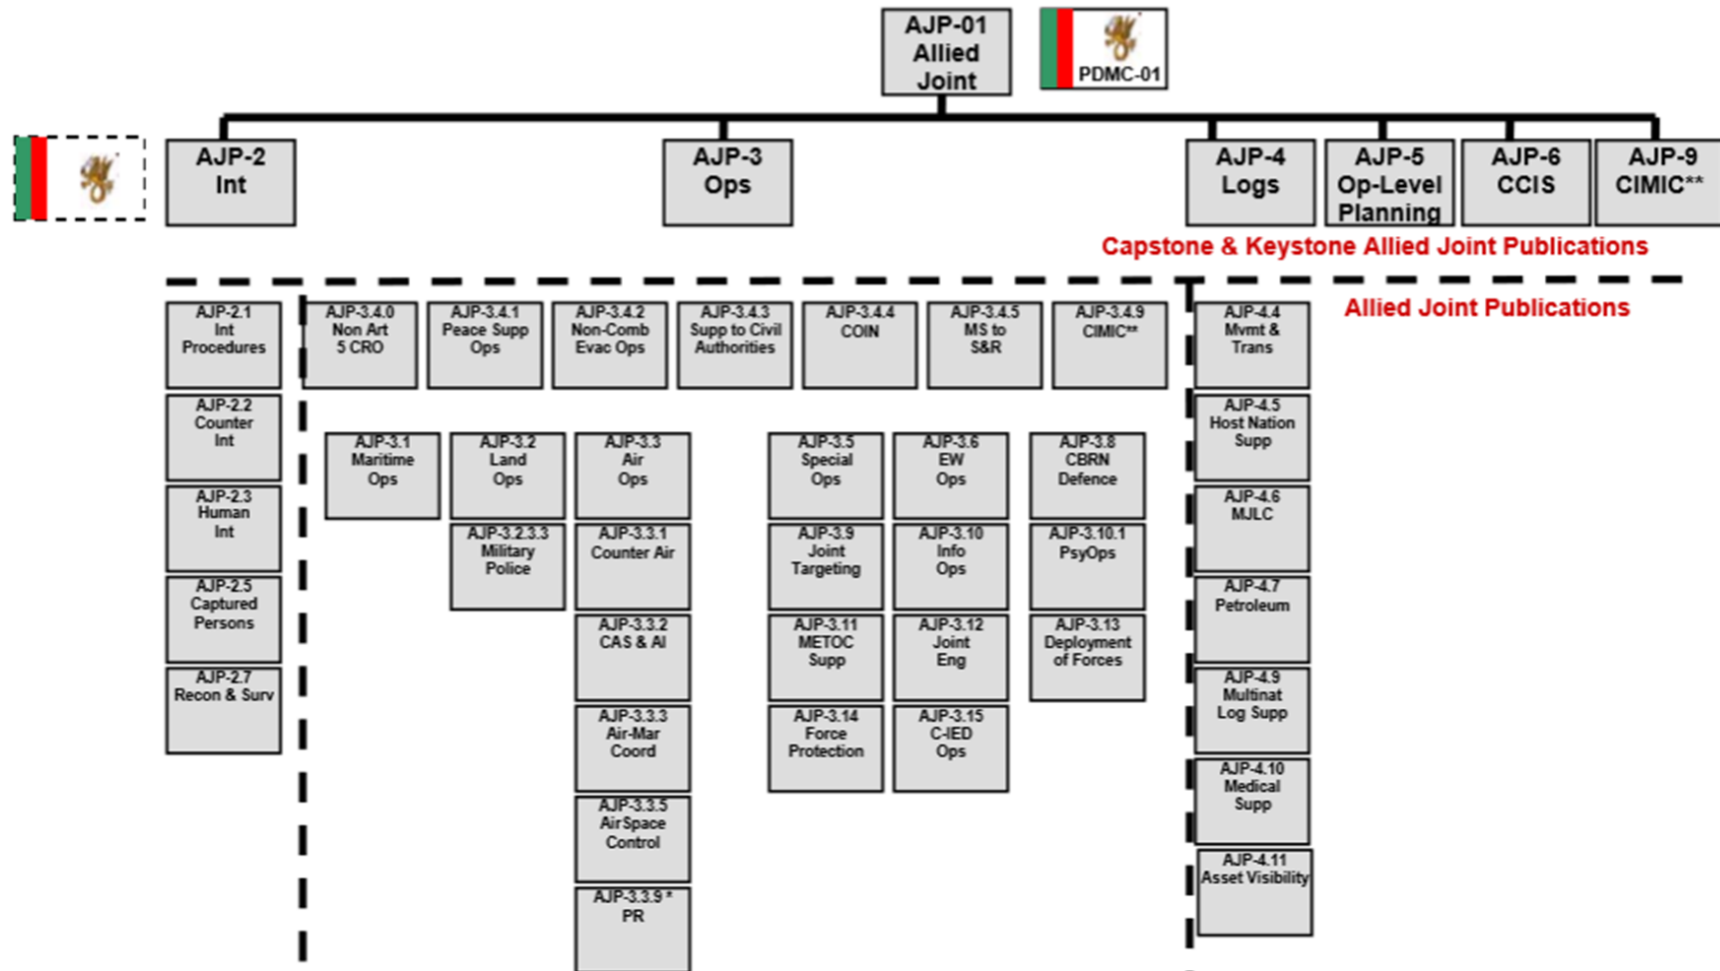 AJP-01
Allied
Joint
PDMC-01
AJP-2
Int
AJP-3
Ops
AJP-4
Logs
AJP-5
Op-Level
Planning
AJP-6
CCIS
AJP-9
CIMIC**
Capstone & Keystone Allied Joint Publications
Allied Joint Publications
AJP-2.1
Int
Procedures
AJP-2.2
Counter
Int
AJP-2.3
Human
Int
AJP-2.5
Captured
Persons
AJP-2.7
Recon & Surv
AJP-3.4.0
Non Art
5 CRO
AJP-3.4.1
Peace Supp
Ops
AJP-3.4.2
Non-Comb
Evac Ops
AJP-3.4.3
Supp to Civil
Authorities
AJP-3.4.4
COIN
AJP-3.4.5
MS to
S&R
AJP-3.4.9
CIMIC**
AJP-3.1
Maritime
Ops
AJP-3.2
Land
Ops
AJP-3.2.3.3
Military
Police
AJP-3.3
Air
Ops
AJP-3.3.1
Counter Air
AJP-3.3.2
CAS & AI
AJP-3.3.3
Air-Mar
Coord
AJP-3.3.5
AirSpace
Control
AJP-3.3.9 *
PR
AJP-3.5
Special
Ops
AJP-3.9
Joint
Targeting
AJP-3.11
METOC
Supp
AJP-3.14
Force
Protection
AJP-3.6
EW
Ops
AJP-3.10
Info
Ops
AJP-3.12
Joint
Eng
AJP-3.15
C-IED
Ops
AJP-3.8
CBRN
Defence
AJP-3.10.1
PsyOps
AJP-3.13
Deployment
of Forces
AJP-4.4
Mvmt &
Trans
AJP-4.5
Host Nation
Supp
AJP-4.6
MJLC
AJP-4.7
Petroleum
AJP-4.9
Multinat
Log Supp
AJP-4.10
Medical
Supp
AJP-4.11
Asset Visibility